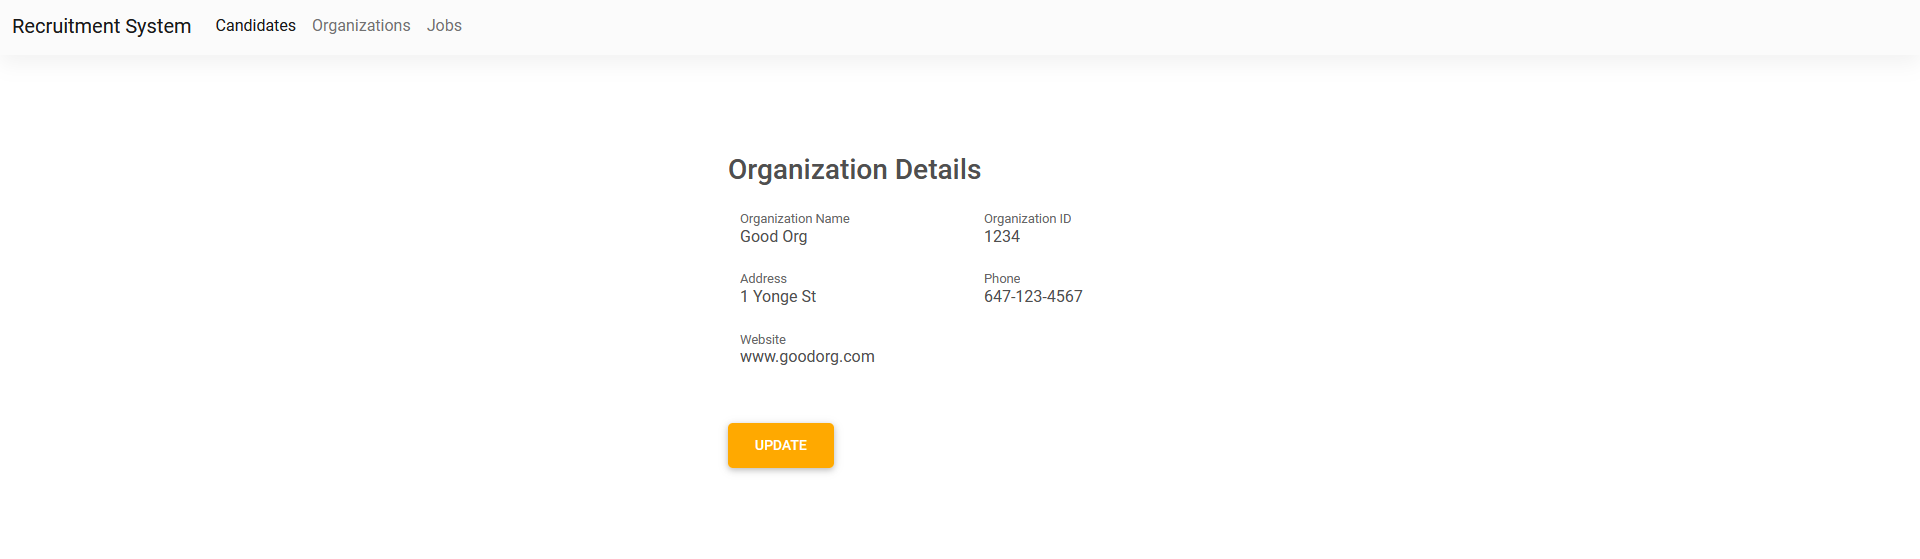 Recruitment System Candidates Organizations Jobs
Organization Details
Organization Name Organization ID
Good Org 1234
Address Phone
1 Yonge St 647-123-4567
Website
www.goodorg.com
UPDATE